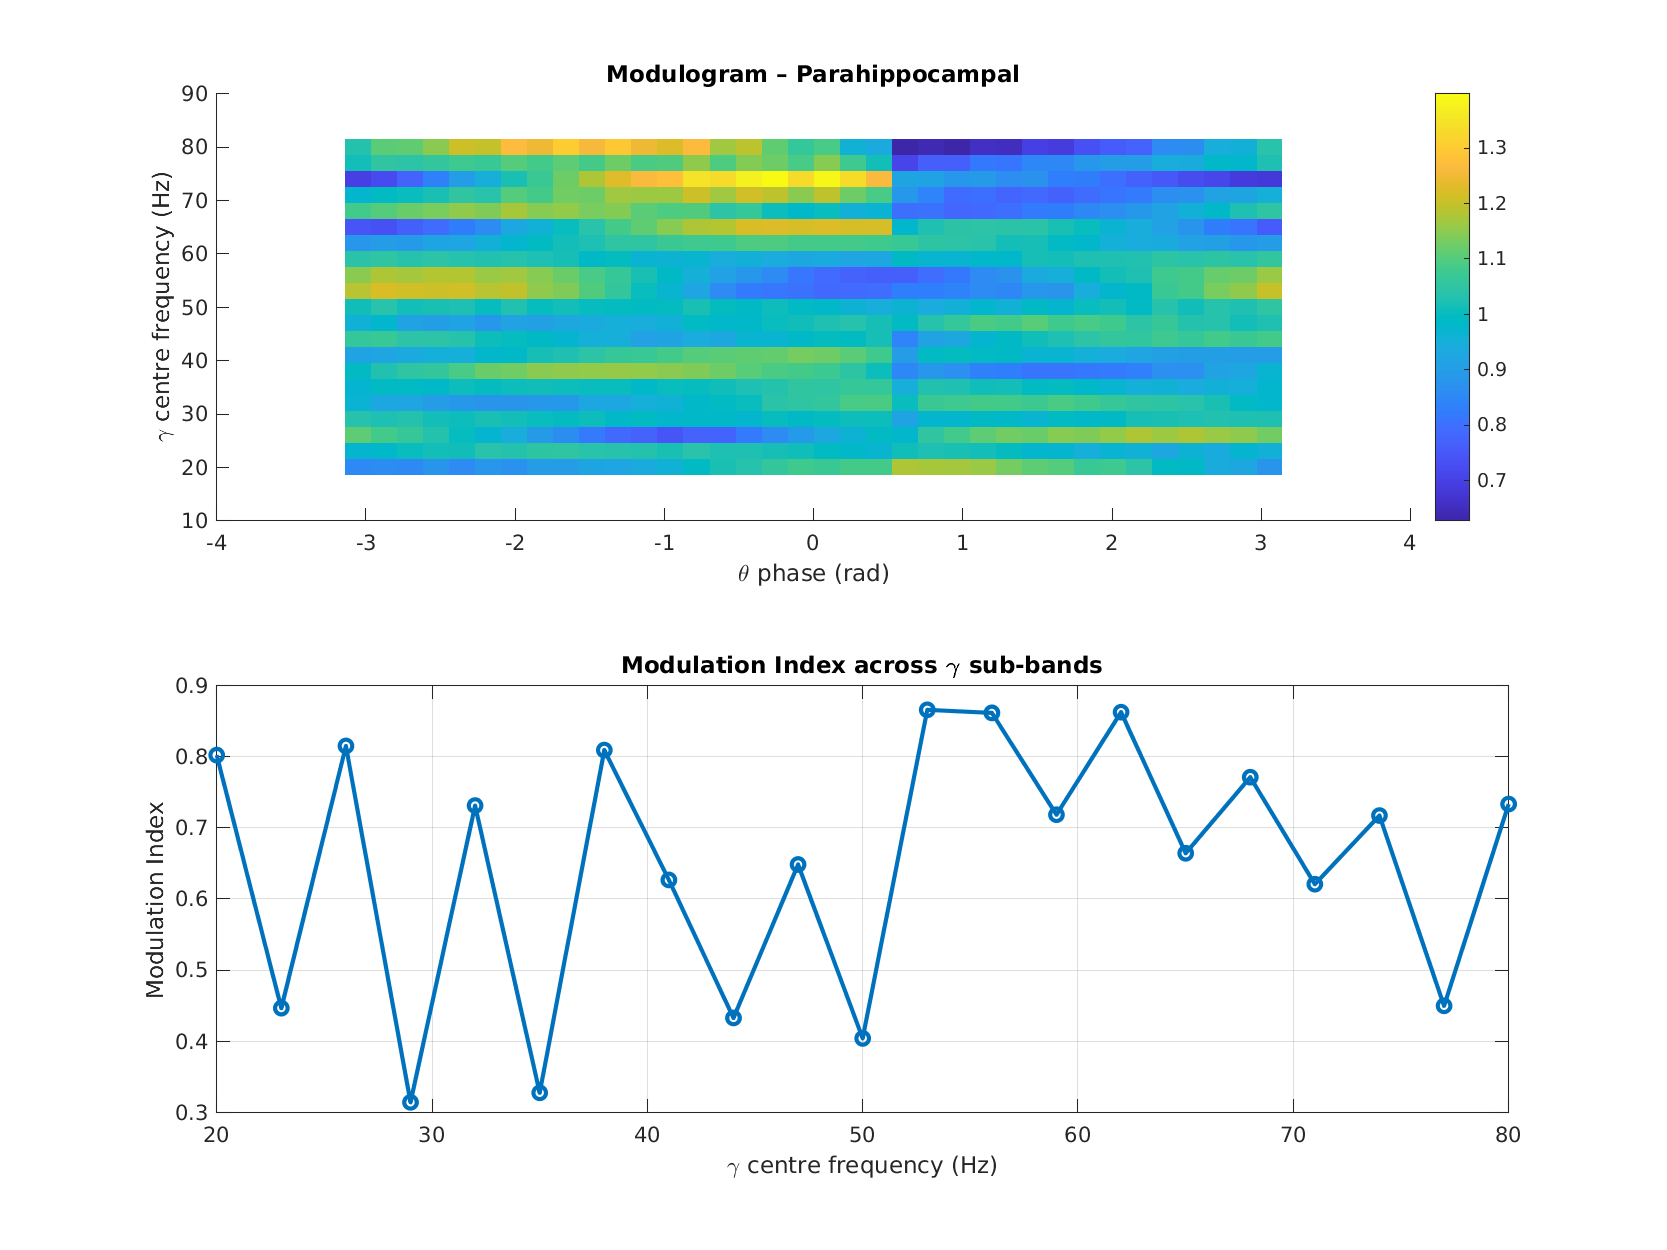 Modulogram – Parahippocampal
90
80
70
60
50
40
30
20
10
γ centre frequency (Hz)
-4 -3 -2 -1 0 1 2 3 4
θ phase (rad)
1.3
1.2
1.1
1
0.9
0.8
0.7
Modulation Index across γ sub-bands
0.9
0.8
0.7
0.6
0.5
0.4
0.3
Modulation Index
20 30 40 50 60 70 80
γ centre frequency (Hz)